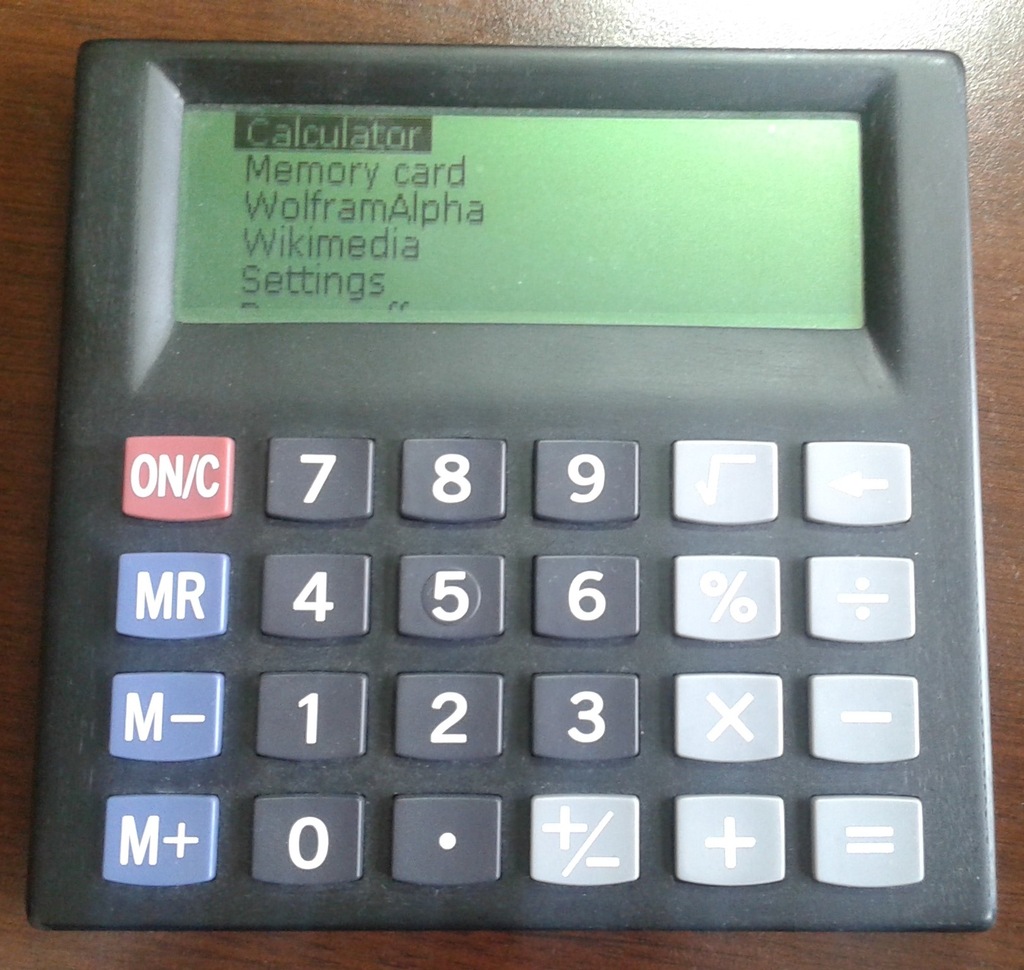 Calculator
Memory card
WolframAlpha
Wikimedia
Settings
ON/C 7 8 9 √ ←
MR 4 5 6 % ÷
M− 1 2 3 × −
M+ 0 . +/− + =